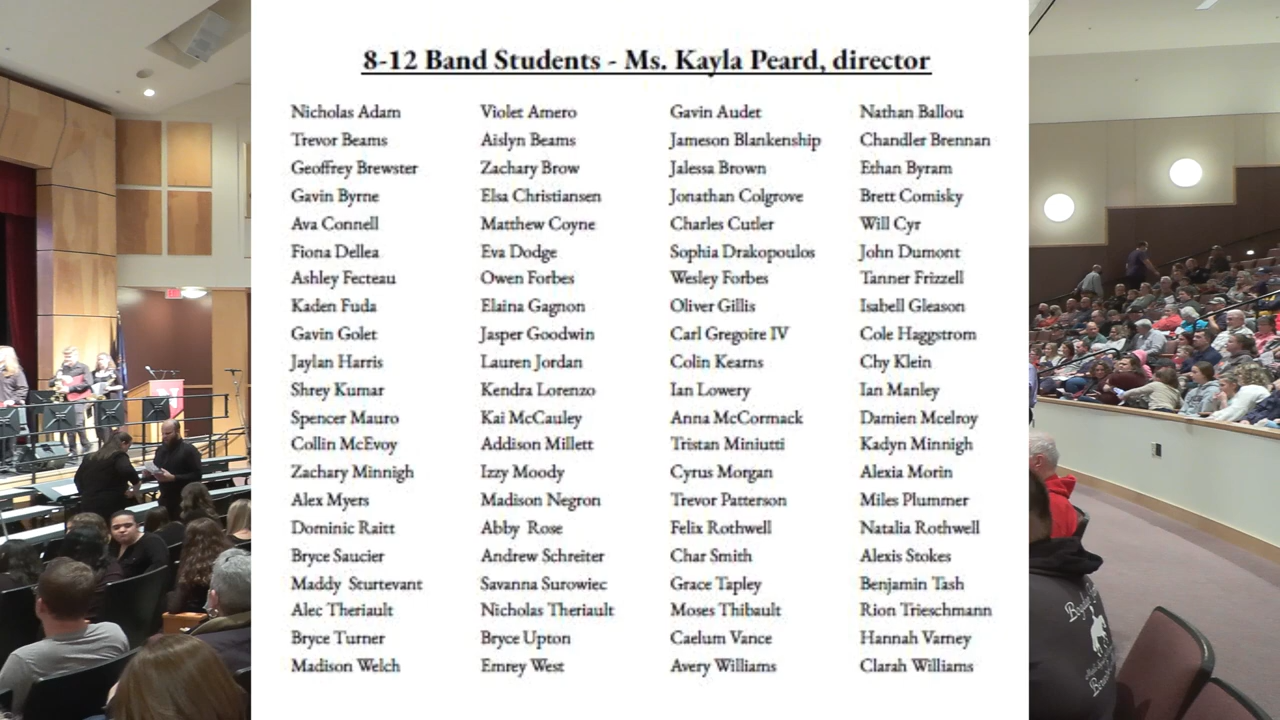 8-12 Band Students - Ms. Kayla Peard, director
Nicholas Adam Violet Amero Gavin Audet Nathan Ballou
Trevor Beams Aislyn Beams Jameson Blankenship Chandler Brennan
Geoffrey Brewster Zachary Brow Jalessa Brown Ethan Byram
Gavin Byrne Elsa Christiansen Jonathan Colgrove Brett Comisky
Ava Connell Matthew Coyne Charles Cutler Will Cyr
Fiona Dellea Eva Dodge Sophia Drakopoulos John Dumont
Ashley Fecteau Owen Forbes Wesley Forbes Tanner Frizzell
Kaden Fuda Elaina Gagnon Oliver Gillis Isabell Gleason
Gavin Golet Jasper Goodwin Carl Gregoire IV Cole Haggstrom
Jaylan Harris Lauren Jordan Colin Kearns Chy Klein
Shrey Kumar Kendra Lorenzo Ian Lowery Ian Manley
Spencer Mauro Kai McCauley Anna McCormack Damien Mcelroy
Collin McEvoy Addison Millett Tristan Miniutti Kadyn Minnigh
Zachary Minnigh Izzy Moody Cyrus Morgan Alexia Morin
Alex Myers Madison Negron Trevor Patterson Miles Plummer
Dominic Raitt Abby Rose Felix Rothwell Natalia Rothwell
Bryce Saucier Andrew Schreiter Char Smith Alexis Stokes
Maddy Sturtevant Savanna Surowiec Grace Tapley Benjamin Tash
Alec Theriault Nicholas Theriault Moses Thibault Rion Trieschmann
Bryce Turner Bryce Upton Caelum Vance Hannah Varney
Madison Welch Emrey West Avery Williams Clarah Williams